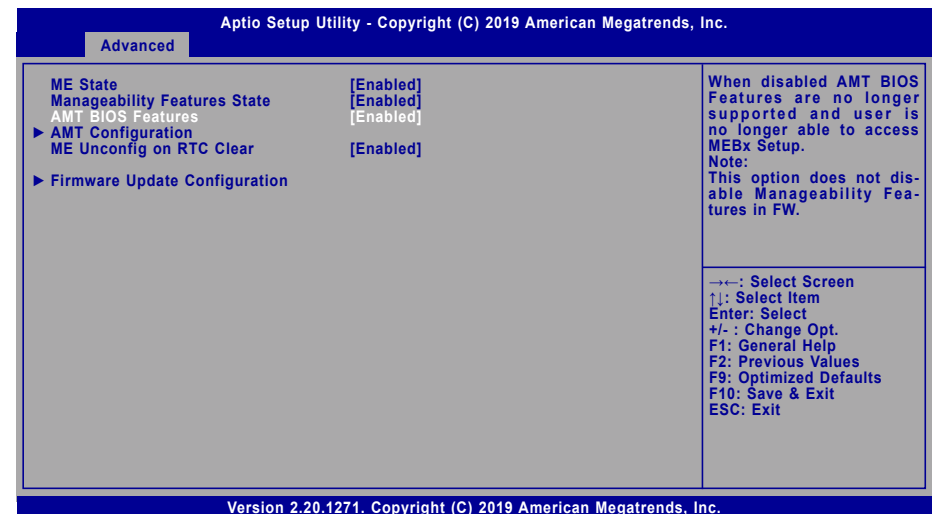 Aptio Setup Utility - Copyright (C) 2019 American Megatrends, Inc.
Advanced
ME State [Enabled]
Manageability Features State [Enabled]
AMT BIOS Features [Enabled]
► AMT Configuration
ME Unconfig on RTC Clear [Enabled]
► Firmware Update Configuration
When disabled AMT BIOS
Features are no longer
supported and user is
no longer able to access
MEBx Setup.
Note:
This option does not dis-
able Manageability Fea-
tures in FW.
→←: Select Screen
↑↓: Select Item
Enter: Select
+/- : Change Opt.
F1: General Help
F2: Previous Values
F9: Optimized Defaults
F10: Save & Exit
ESC: Exit
Version 2.20.1271. Copyright (C) 2019 American Megatrends, Inc.